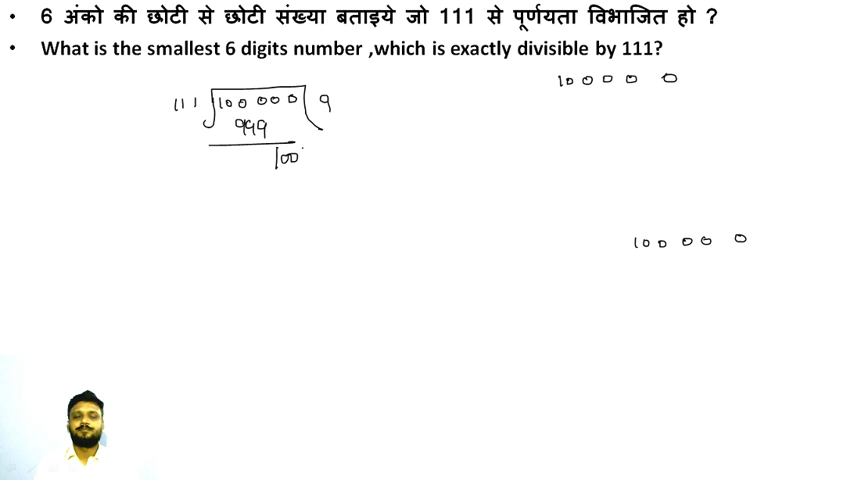 • 6 अंको की छोटी से छोटी संख्या बताइये जो 111 से पूर्णयता विभाजित हो ?
• What is the smallest 6 digits number ,which is exactly divisible by 111?
100000
111 100000 9
999
100
100000